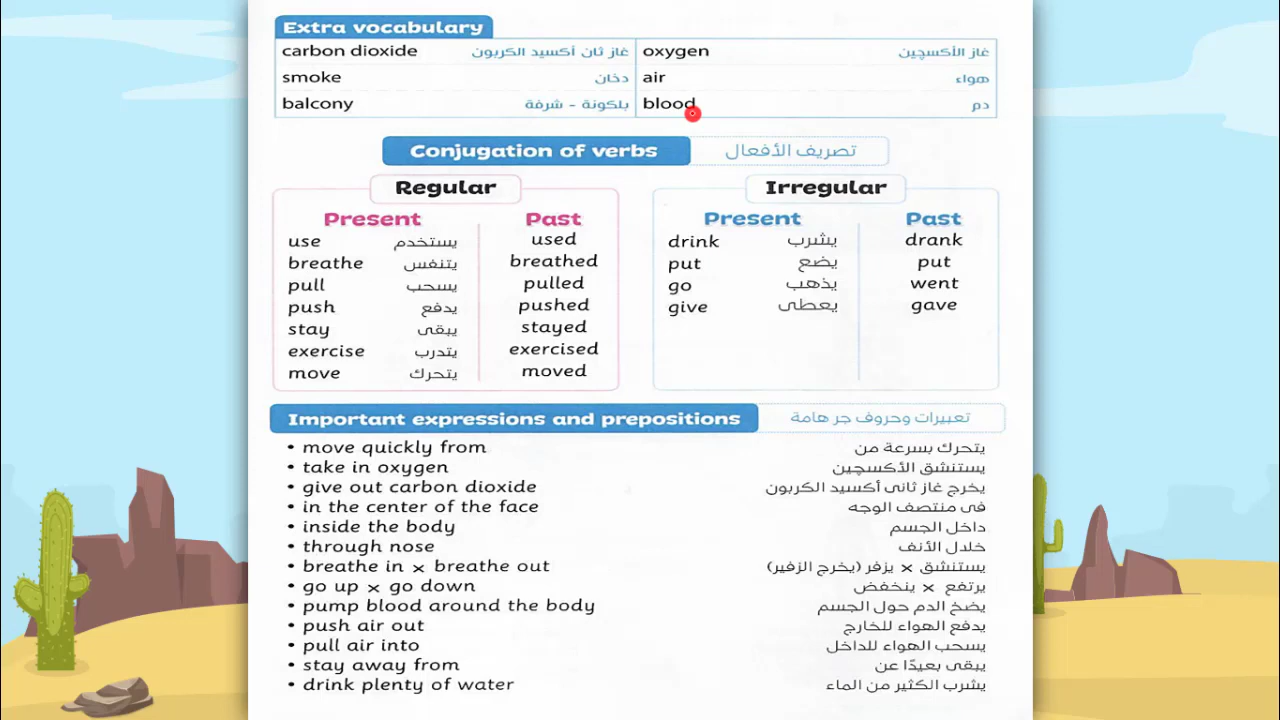 Extra vocabulary
carbon dioxide غاز ثان أكسيد الكربون oxygen غاز الأكسچين
smoke دخان air هواء
balcony بلكونة - شرفة blood دم
Conjugation of verbs تصريف الأفعال
Regular Irregular
Present Past Present Past
use يستخدم used drink يشرب drank
breathe يتنفس breathed put يضع put
pull يسحب pulled go يذهب went
push يدفع pushed give يعطى gave
stay يبقى stayed
exercise يتدرب exercised
move يتحرك moved
Important expressions and prepositions تعبيرات وحروف جر هامة
• move quickly from يتحرك بسرعة من
• take in oxygen يستنشق الأكسچين
• give out carbon dioxide يخرج غاز ثانى أكسيد الكربون
• in the center of the face فى منتصف الوجه
• inside the body داخل الجسم
• through nose خلال الأنف
• breathe in x breathe out يستنشق x يزفر (يخرج الزفير)
• go up x go down يرتفع x ينخفض
• pump blood around the body يضخ الدم حول الجسم
• push air out يدفع الهواء للخارج
• pull air into يسحب الهواء للداخل
• stay away from يبقى بعيدًا عن
• drink plenty of water يشرب الكثير من الماء